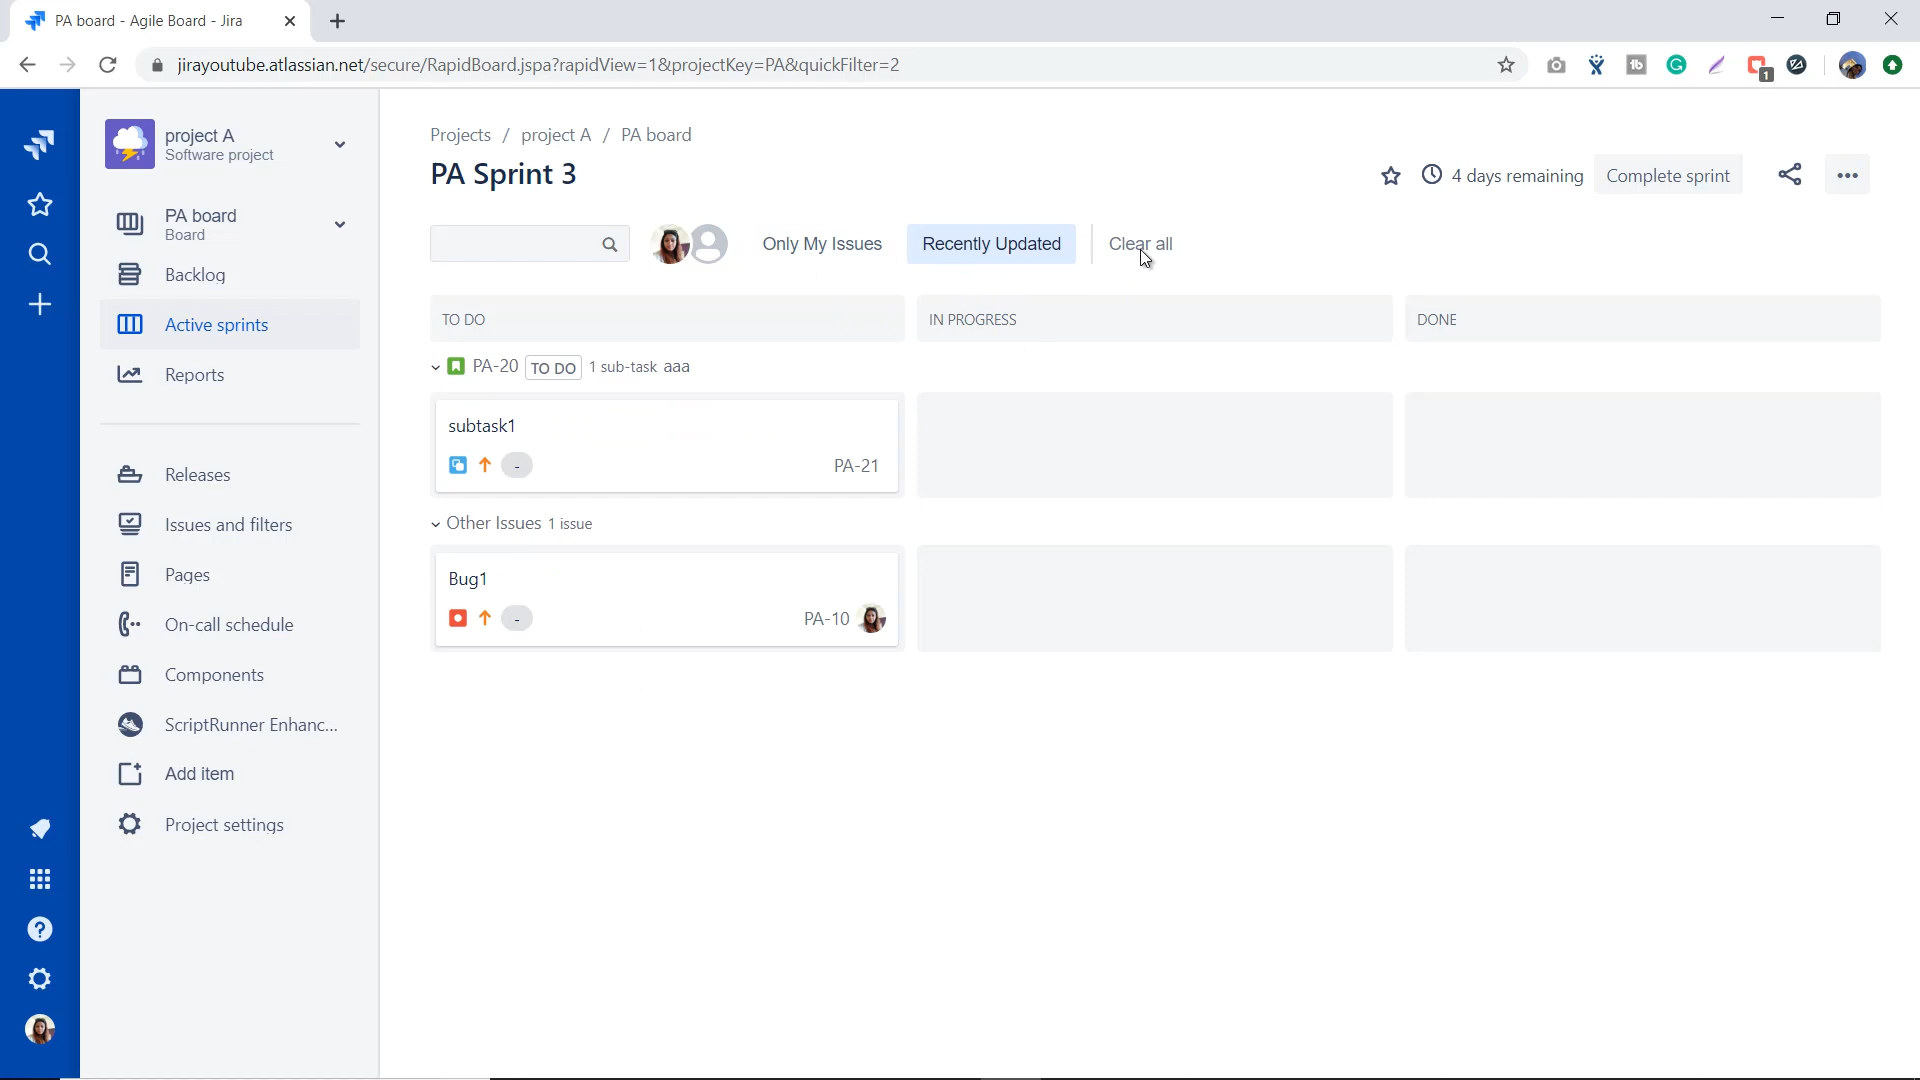 PA board - Agile Board - Jira
jirayoutube.atlassian.net/secure/RapidBoard.jspa?rapidView=1&projectKey=PA&quickFilter=2
1
project A
Software project
PA board
Board
Backlog
Active sprints
Reports
Releases
Issues and filters
Pages
On-call schedule
Components
ScriptRunner Enhanc...
Add item
Project settings
Projects / project A / PA board
PA Sprint 3
4 days remaining
Complete sprint
Only My Issues
Recently Updated
Clear all
TO DO
IN PROGRESS
DONE
PA-20 TO DO 1 sub-task aaa
subtask1
- PA-21
Other Issues 1 issue
Bug1
- PA-10